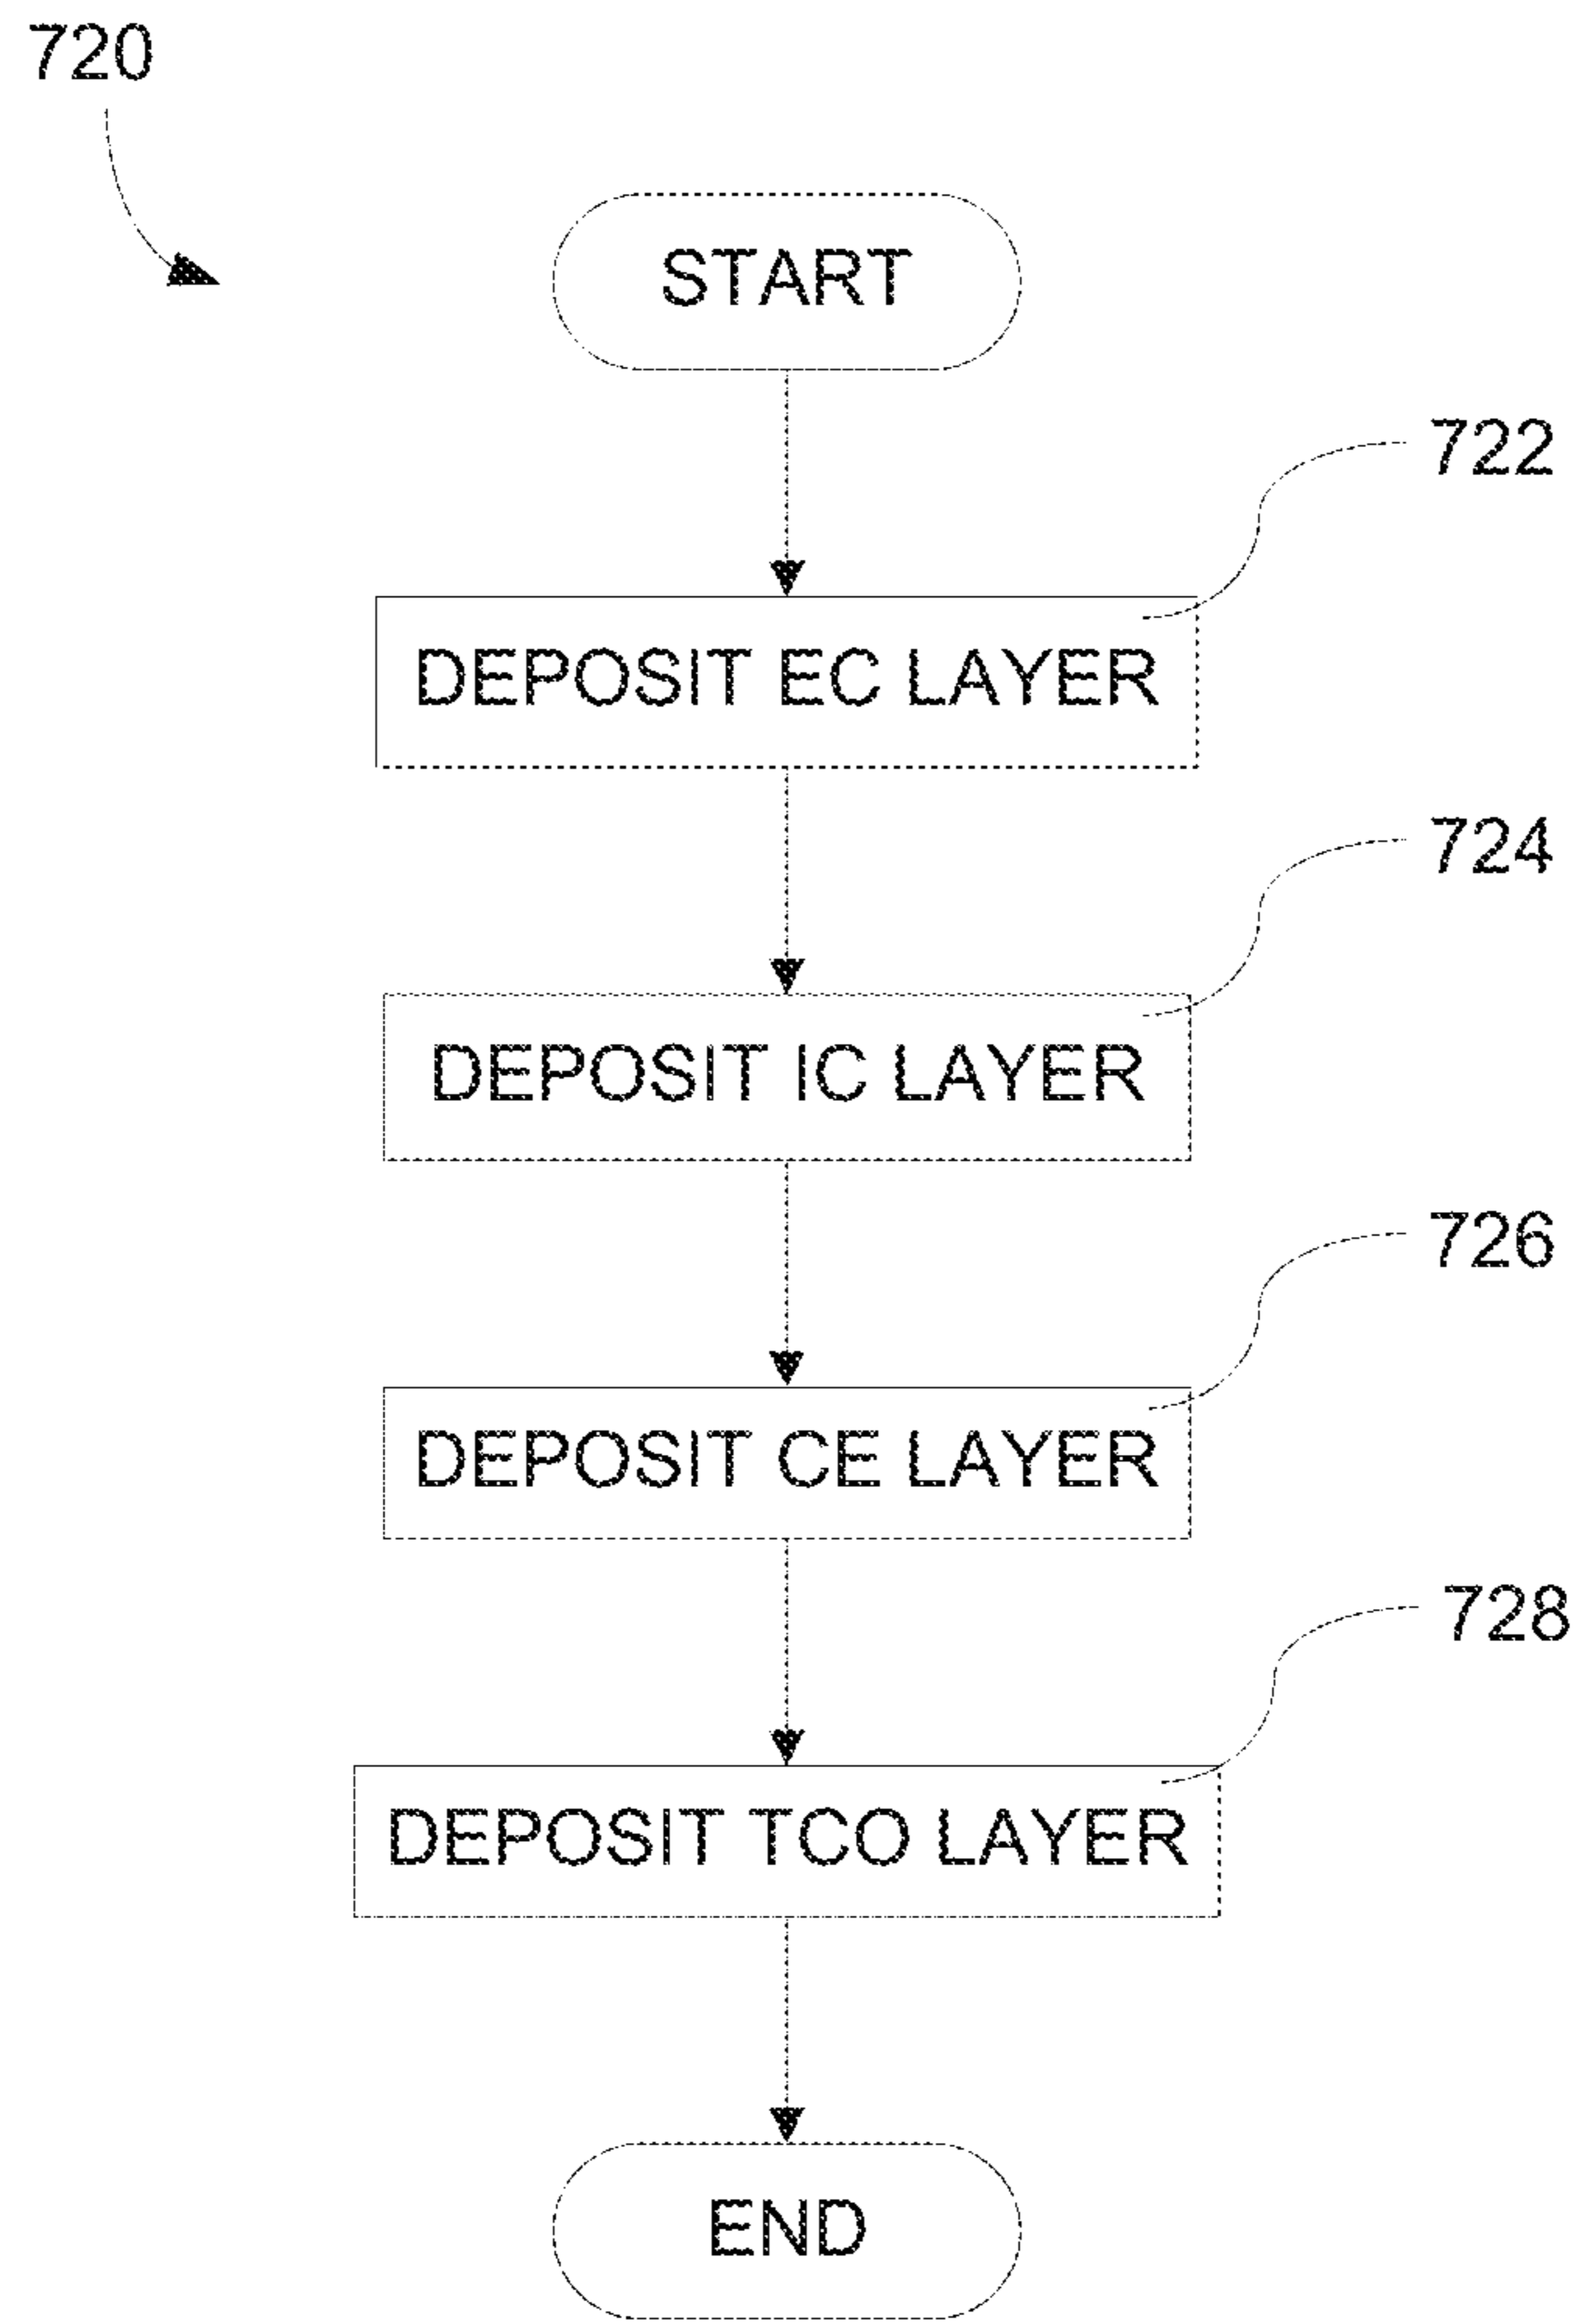 720
START
722
DEPOSIT EC LAYER
724
DEPOSIT IC LAYER
726
DEPOSIT CE LAYER
728
DEPOSIT TCO LAYER
END